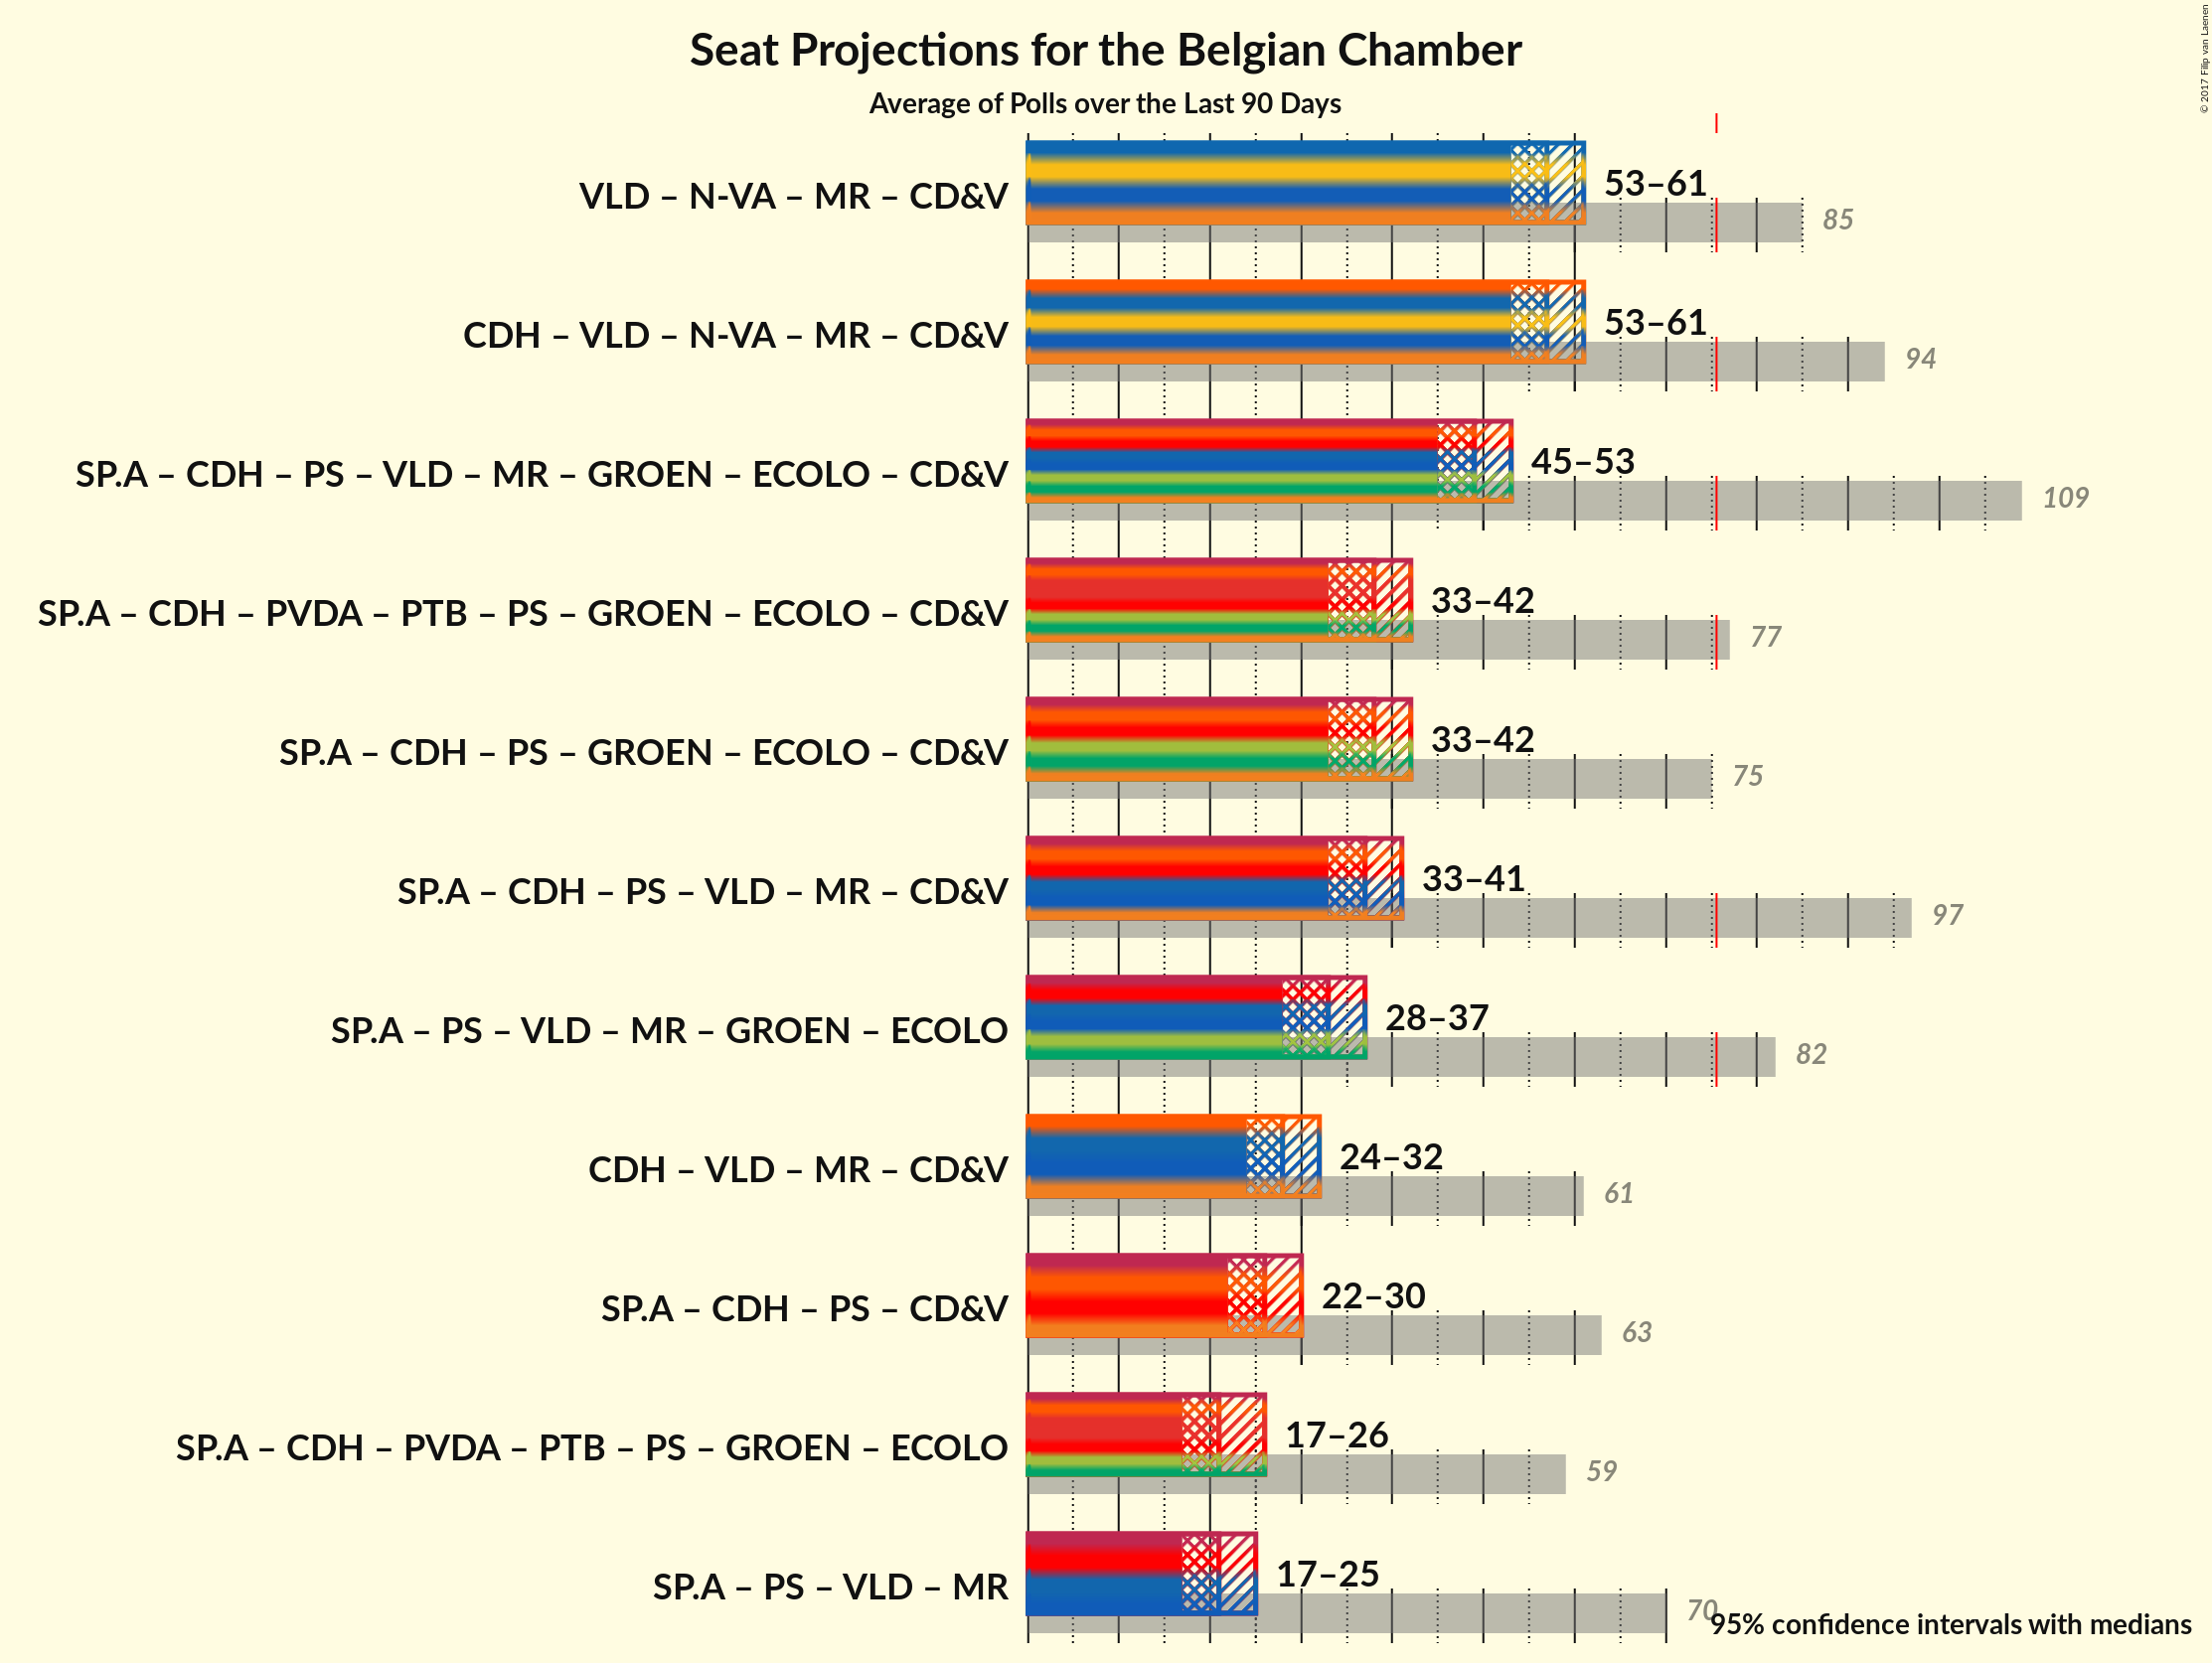 Seat Projections for the Belgian Chamber
Average of Polls over the Last 90 Days
© 2017 Filip van Laenen
VLD – N-VA – MR – CD&V
53–61
85
CDH – VLD – N-VA – MR – CD&V
53–61
94
SP.A – CDH – PS – VLD – MR – GROEN – ECOLO – CD&V
45–53
109
SP.A – CDH – PVDA – PTB – PS – GROEN – ECOLO – CD&V
33–42
77
SP.A – CDH – PS – GROEN – ECOLO – CD&V
33–42
75
SP.A – CDH – PS – VLD – MR – CD&V
33–41
97
SP.A – PS – VLD – MR – GROEN – ECOLO
28–37
82
CDH – VLD – MR – CD&V
24–32
61
SP.A – CDH – PS – CD&V
22–30
63
SP.A – CDH – PVDA – PTB – PS – GROEN – ECOLO
17–26
59
SP.A – PS – VLD – MR
17–25
70
95% confidence intervals with medians